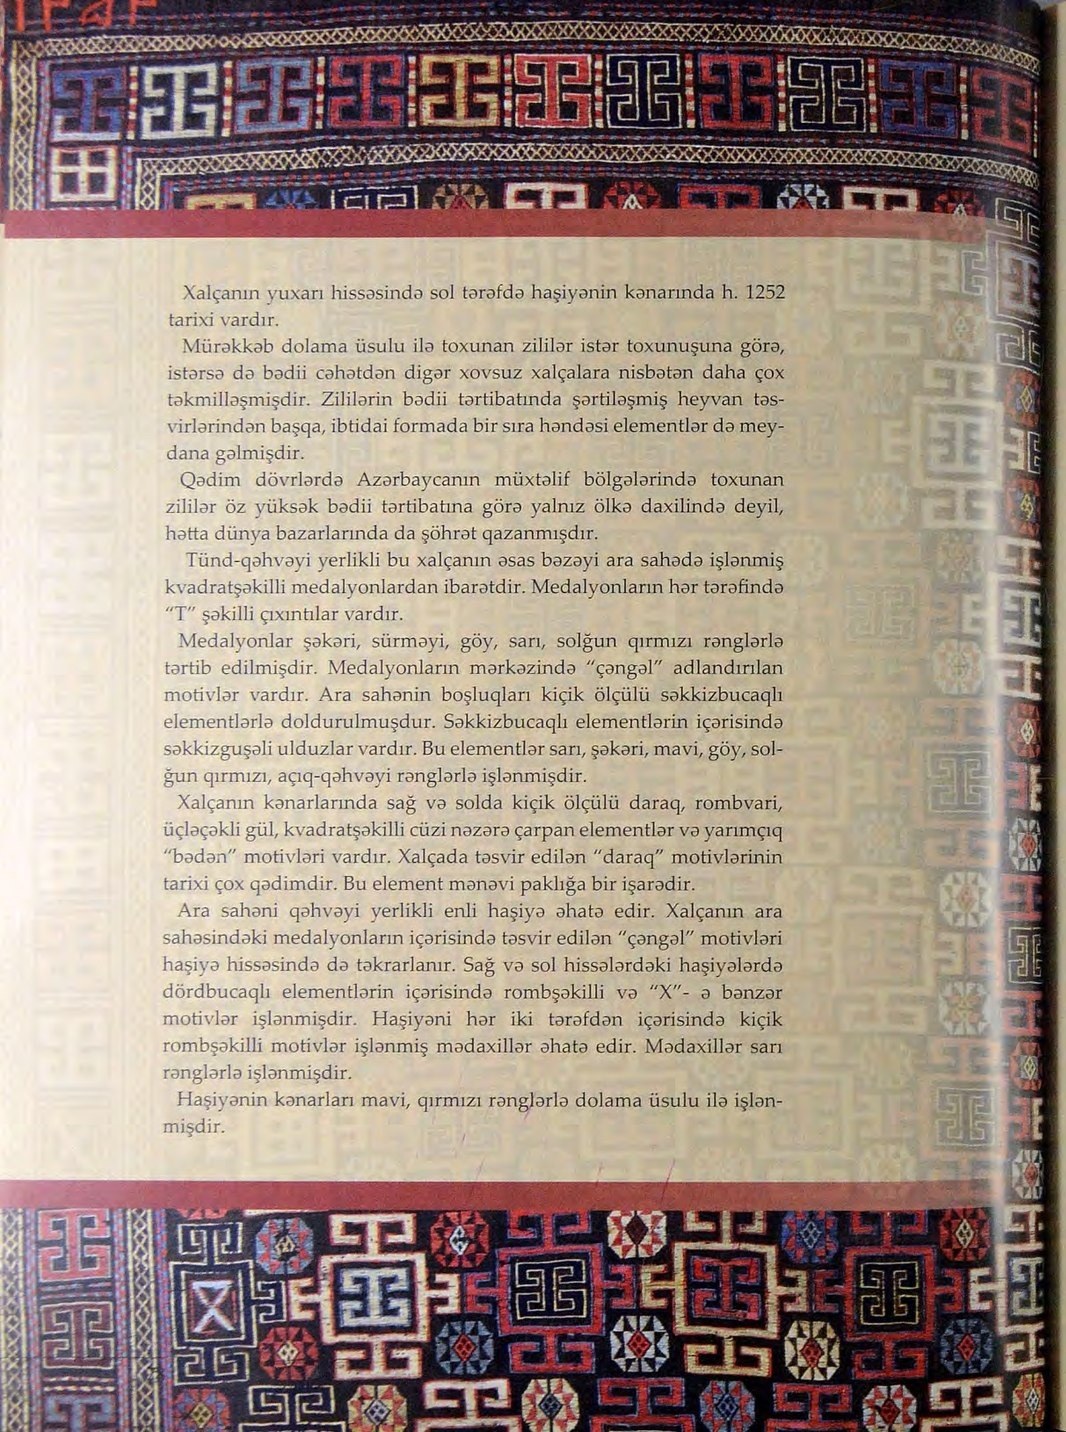 ۱۲۵۲
Xalçanın yuxarı hissəsində sol tərəfdə haşiyənin kənarında h. 1252
tarixi vardır.
Mürəkkəb dolama üsulu ilə toxunan zililər istər toxunuşuna görə,
istərsə də bədii cəhətdən digər xovsuz xalçalara nisbətən daha çox
təkmilləşmişdir. Zililərin bədii tərtibatında şərtiləşmiş heyvan təs-
virlərindən başqa, ibtidai formada bir sıra həndəsi elementlər də mey-
dana gəlmişdir.
Qədim dövrlərdə Azərbaycanın müxtəlif bölgələrində toxunan
zililər öz yüksək bədii tərtibatına görə yalnız ölkə daxilində deyil,
hətta dünya bazarlarında da şöhrət qazanmışdır.
Tünd-qəhvəyi yerlikli bu xalçanın əsas bəzəyi ara sahədə işlənmiş
kvadratşəkilli medalyonlardan ibarətdir. Medalyonların hər tərəfində
"T" şəkilli çıxıntılar vardır.
Medalyonlar şəkəri, sürməyi, göy, sarı, solğun qırmızı rənglərlə
tərtib edilmişdir. Medalyonların mərkəzində "çəngəl" adlandırılan
motivlər vardır. Ara sahənin boşluqları kiçik ölçülü səkkizbucaqlı
elementlərlə doldurulmuşdur. Səkkizbucaqlı elementlərin içərisində
səkkizguşəli ulduzlar vardır. Bu elementlər sarı, şəkəri, mavi, göy, sol-
ğun qırmızı, açıq-qəhvəyi rənglərlə işlənmişdir.
Xalçanın kənarlarında sağ və solda kiçik ölçülü daraq, rombvari,
üçləçəkli gül, kvadratşəkilli cüzi nəzərə çarpan elementlər və yarımçıq
"bədən" motivləri vardır. Xalçada təsvir edilən "daraq" motivlərinin
tarixi çox qədimdir. Bu element mənəvi paklığa bir işarədir.
Ara sahəni qəhvəyi yerlikli enli haşiyə əhatə edir. Xalçanın ara
sahəsindəki medalyonların içərisində təsvir edilən "çəngəl" motivləri
haşiyə hissəsində də təkrarlanır. Sağ və sol hissələrdəki haşiyələrdə
dördbucaqlı elementlərin içərisində rombşəkilli və "X"- ə bənzər
motivlər işlənmişdir. Haşiyəni hər iki tərəfdən içərisində kiçik
rombşəkilli motivlər işlənmiş mədaxillər əhatə edir. Mədaxillər sarı
rənglərlə işlənmişdir.
Haşiyənin kənarları mavi, qırmızı rənglərlə dolama üsulu ilə işlən-
mişdir.